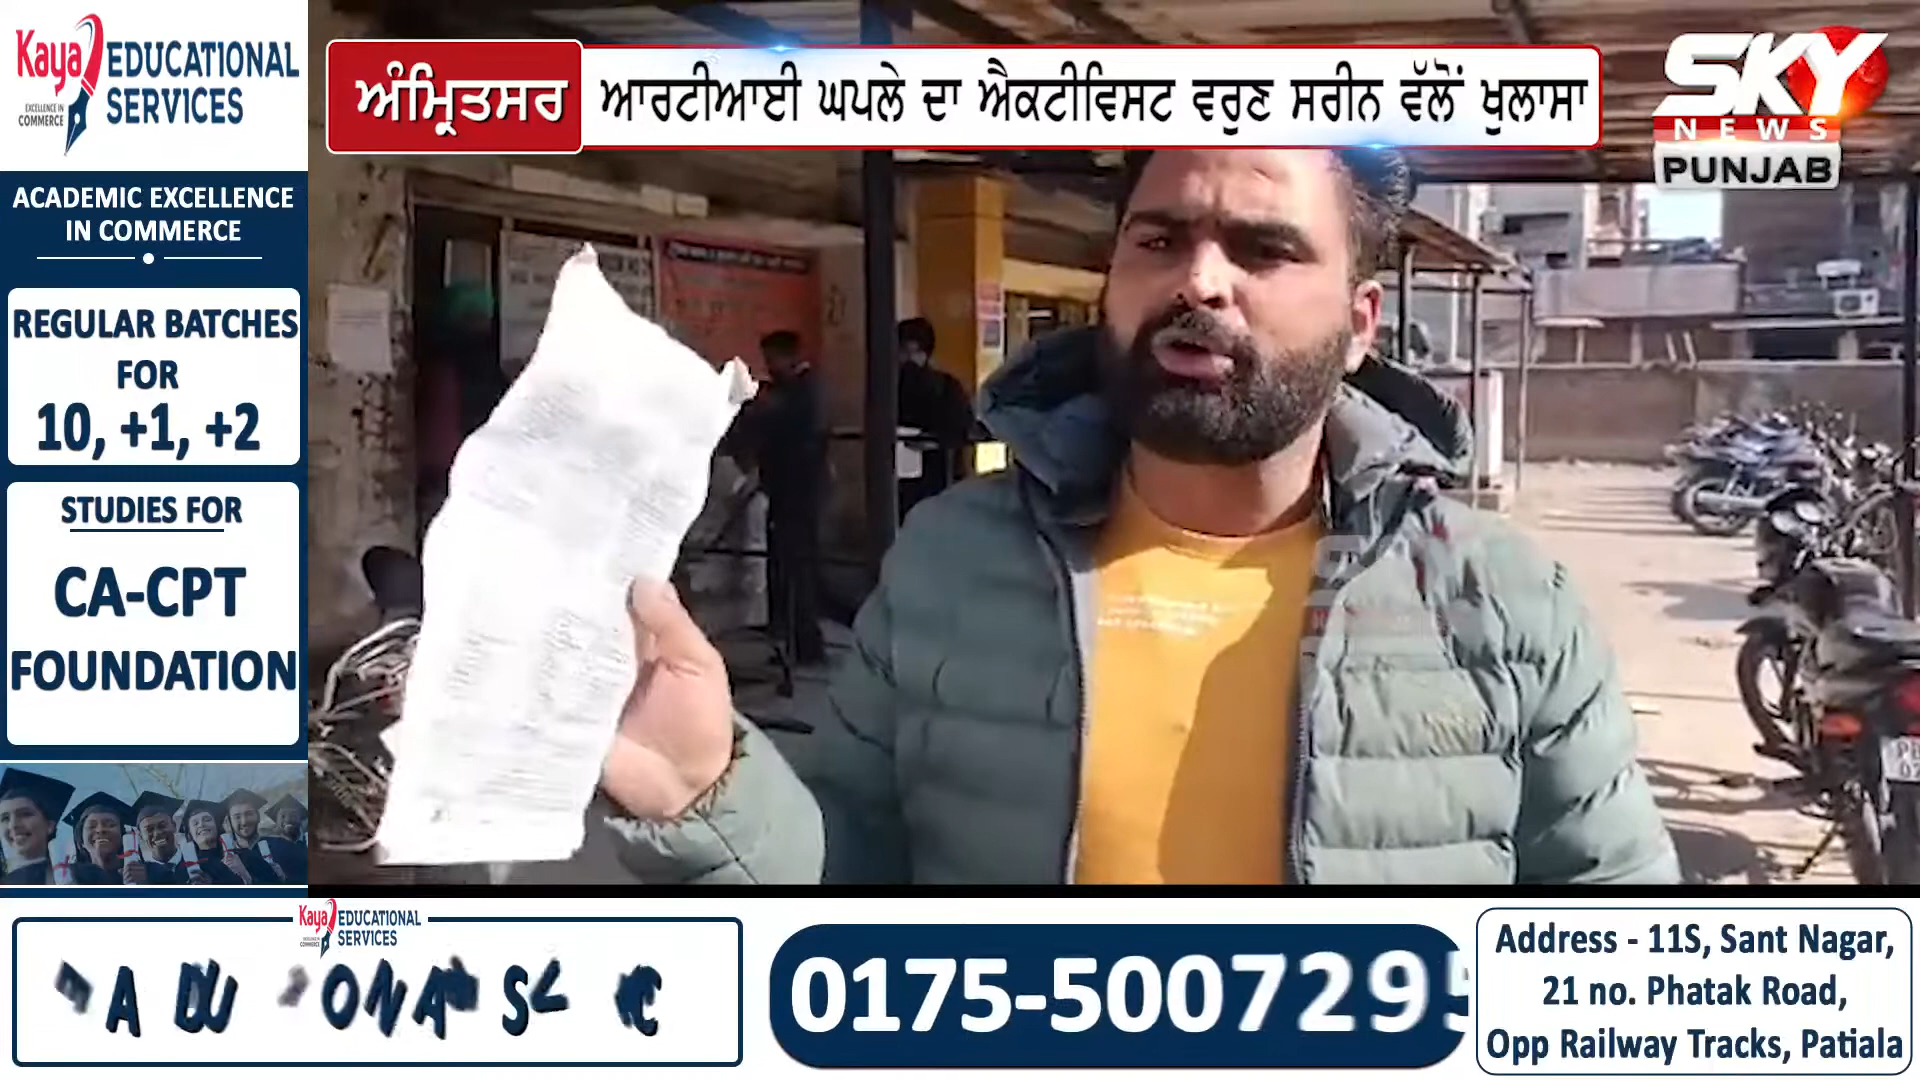 Kaya EDUCATIONAL
SERVICES
EXCELLENCE IN
COMMERCE
ACADEMIC EXCELLENCE
IN COMMERCE
REGULAR BATCHES
FOR
10, +1, +2
STUDIES FOR
CA-CPT
FOUNDATION
ਅੰਮ੍ਰਿਤਸਰ
ਆਰਟੀਆਈ ਘਪਲੇ ਦਾ ਐਕਟੀਵਿਸਟ ਵਰੁਣ ਸਰੀਨ ਵੱਲੋਂ ਖੁਲਾਸਾ
SKY
NEWS
PUNJAB
Kaya EDUCATIONAL
SERVICES
0175-5007295
Address - 11S, Sant Nagar,
21 no. Phatak Road,
Opp Railway Tracks, Patiala